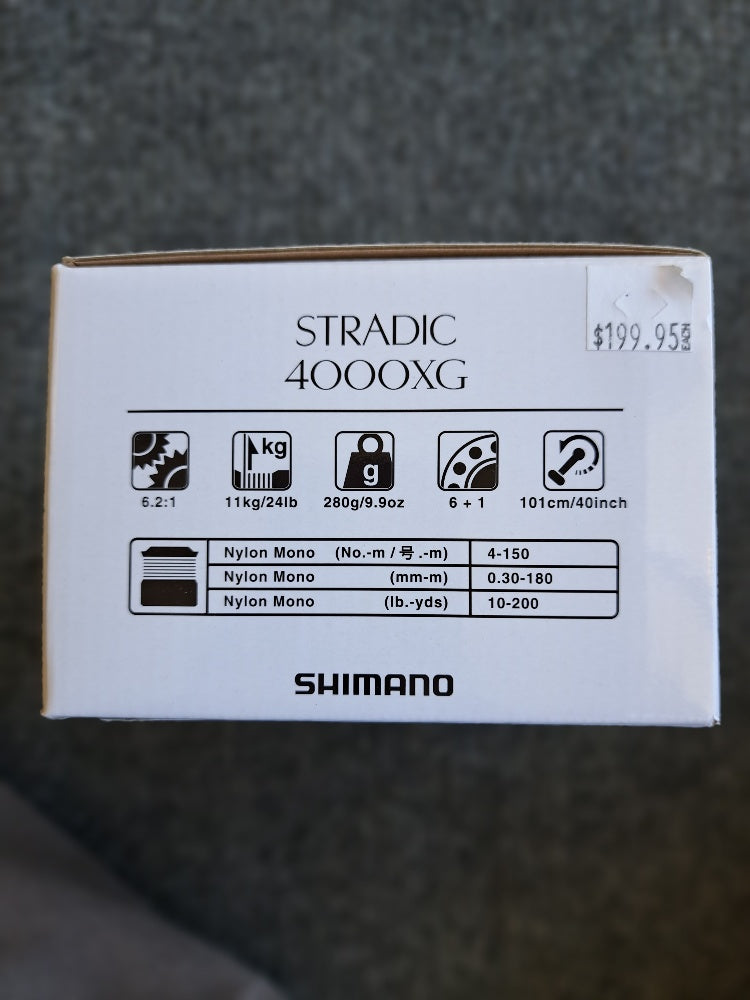 STRADIC
4000XG
$199.95
kg
g
6.2:1
11kg/24lb
280g/9.9oz
6 + 1
101cm/40inch
Nylon Mono (No.-m / 号.-m) 4-150
Nylon Mono (mm-m) 0.30-180
Nylon Mono (lb.-yds) 10-200
SHIMANO